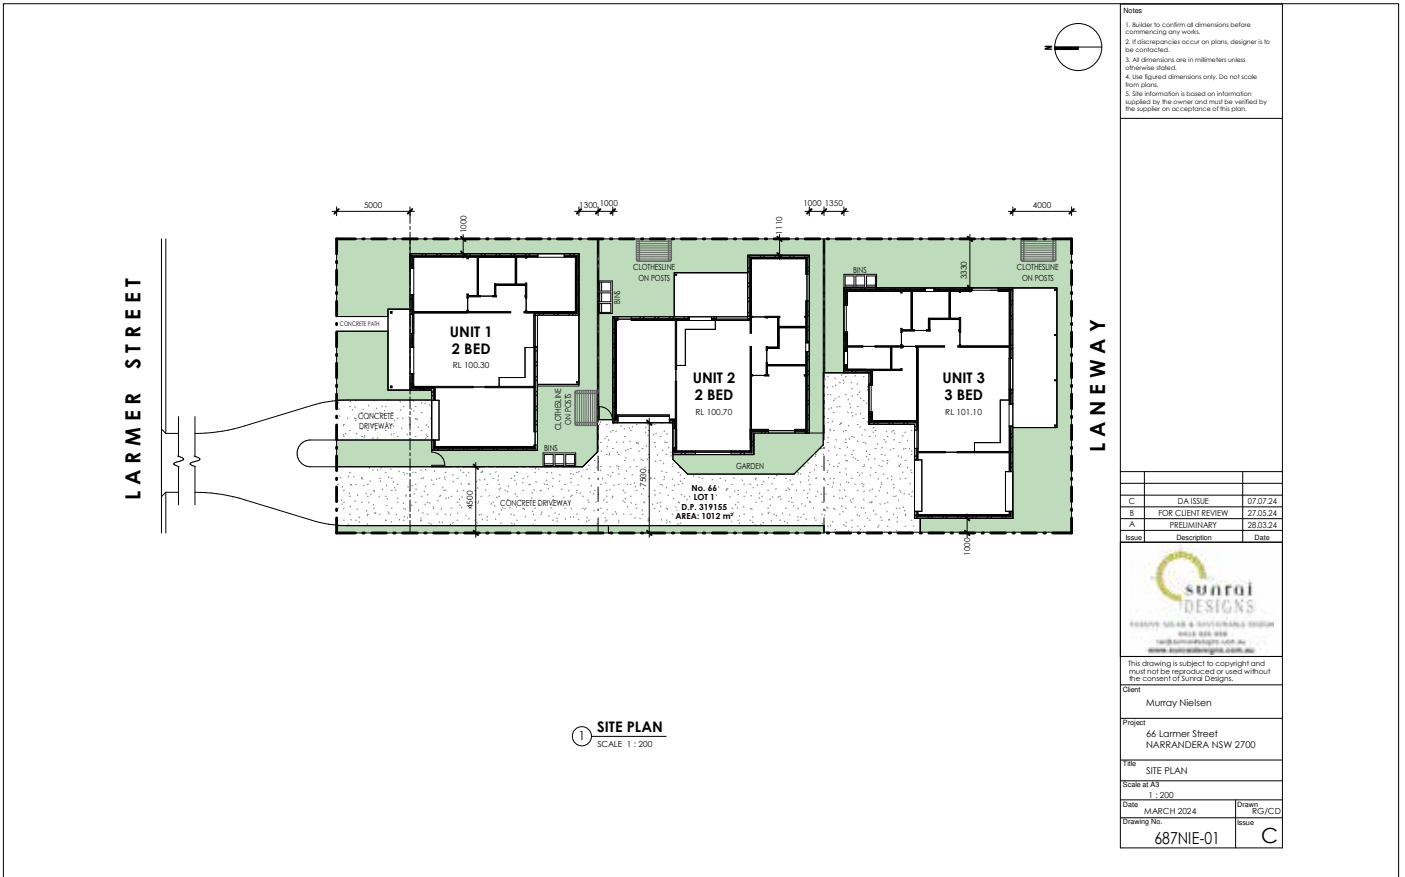 Notes
1. Builder to confirm all dimensions before
commencing any works.
2. If discrepancies occur on plans, designer is to
be contacted.
3. All dimensions are in millimeters unless
otherwise stated.
4. Use figured dimensions only. Do not scale
from plans.
5. Site information is based on information
supplied by the owner and must be verified by
the supplier on acceptance of this plan.
N
5000
1300
1000
1000
1350
4000
1000
1110
3330
LARMER STREET
LANEWAY
CONCRETE PATH
UNIT 1
2 BED
RL 100.30
CONCRETE
DRIVEWAY
CLOTHESLINE
ON POSTS
BINS
CLOTHESLINE
ON POSTS
BINS
UNIT 2
2 BED
RL 100.70
GARDEN
BINS
CLOTHESLINE
ON POSTS
UNIT 3
3 BED
RL 101.10
4500
CONCRETE DRIVEWAY
7500
No. 66
LOT 1
D.P. 319155
AREA: 1012 m²
1000
1
SITE PLAN
SCALE 1 : 200
C DA ISSUE 07.07.24
B FOR CLIENT REVIEW 27.05.24
A PRELIMINARY 28.03.24
Issue Description Date
sunrai
DESIGNS
www.sunraidesigns.com.au
This drawing is subject to copyright and
must not be reproduced or used without
the consent of Sunrai Designs.
Client
Murray Nielsen
Project
66 Larmer Street
NARRANDERA NSW 2700
Title
SITE PLAN
Scale at A3
1 : 200
Date
MARCH 2024
Drawn
RG/CD
Drawing No.
687NIE-01
Issue
C